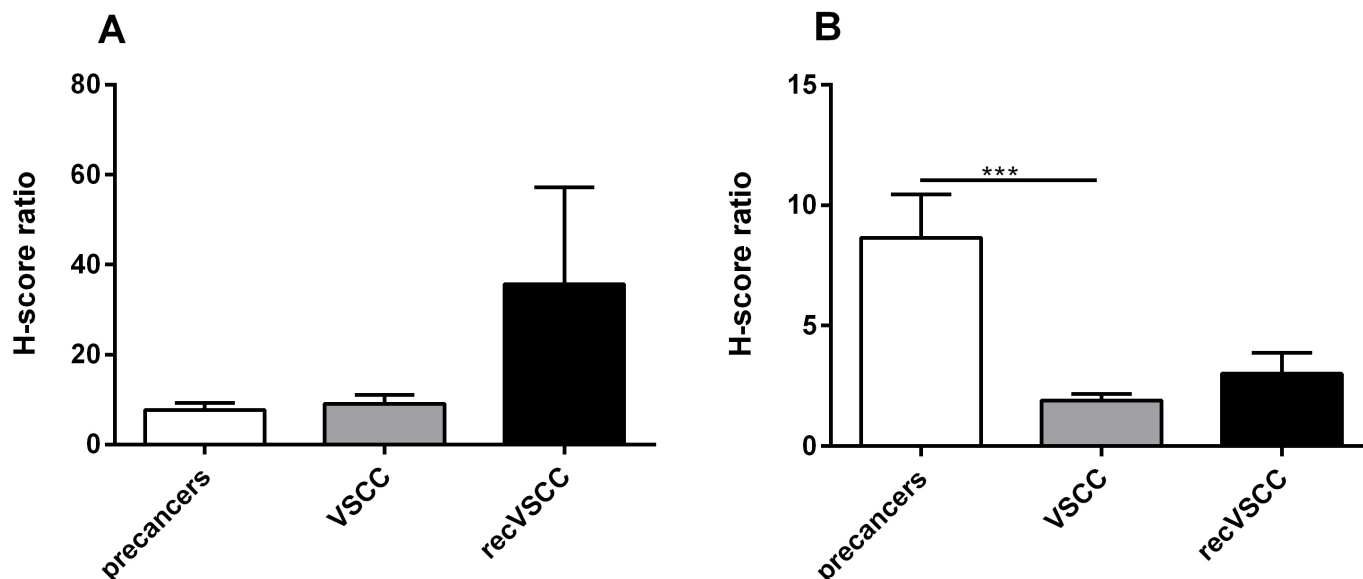 A
H-score ratio
80
60
40
20
0
precancers
VSCC
recVSCC
B
H-score ratio
15
10
5
0
***
precancers
VSCC
recVSCC